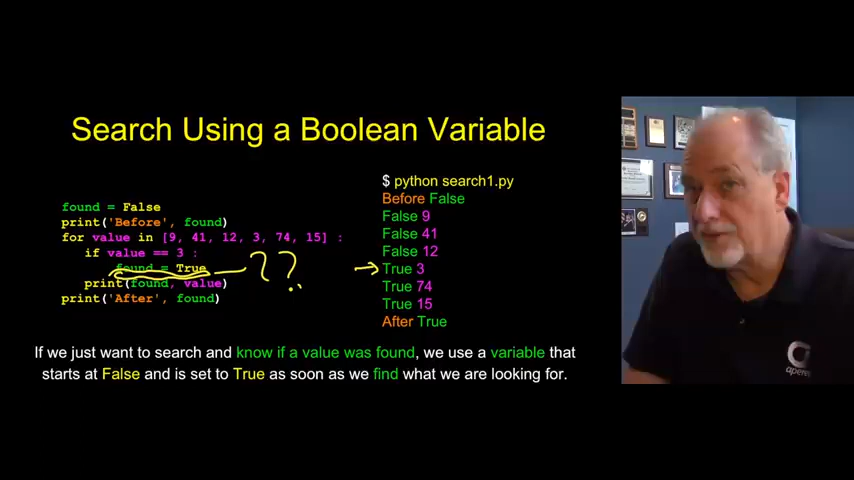 Search Using a Boolean Variable
found = False
print('Before', found)
for value in [9, 41, 12, 3, 74, 15] :
if value == 3 :
found = True
print(found, value)
print('After', found)
??
$ python search1.py
Before False
False 9
False 41
False 12
True 3
True 74
True 15
After True
If we just want to search and know if a value was found, we use a variable that
starts at False and is set to True as soon as we find what we are looking for.